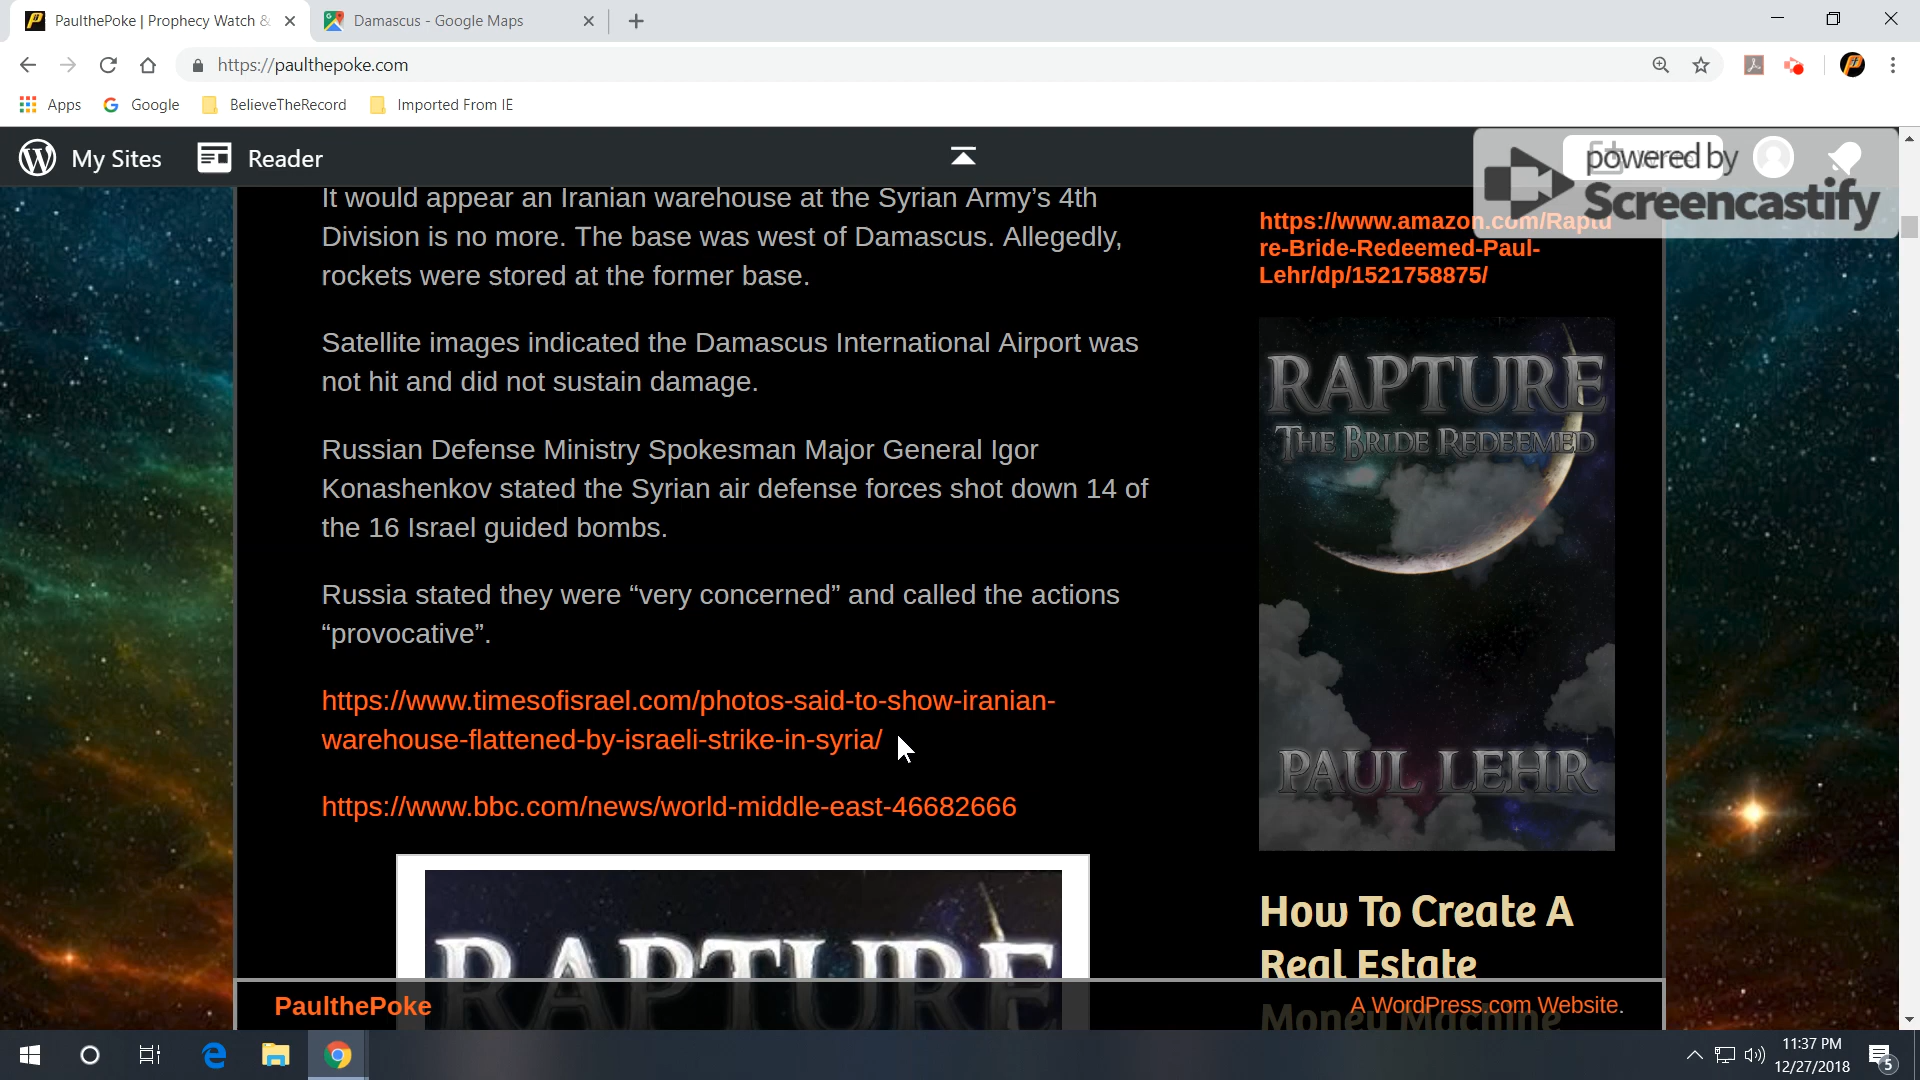 PaulthePoke | Prophecy Watch &
Damascus - Google Maps
https://paulthepoke.com
Apps
Google
BelieveTheRecord
Imported From IE
My Sites
Reader
powered by
Screencastify
It would appear an Iranian warehouse at the Syrian Army’s 4th
Division is no more. The base was west of Damascus. Allegedly,
rockets were stored at the former base.
Satellite images indicated the Damascus International Airport was
not hit and did not sustain damage.
Russian Defense Ministry Spokesman Major General Igor
Konashenkov stated the Syrian air defense forces shot down 14 of
the 16 Israel guided bombs.
Russia stated they were “very concerned” and called the actions
“provocative”.
https://www.timesofisrael.com/photos-said-to-show-iranian-
warehouse-flattened-by-israeli-strike-in-syria/
https://www.bbc.com/news/world-middle-east-46682666
RAPTURE
https://www.amazon.com/Raptu
re-Bride-Redeemed-Paul-
Lehr/dp/1521758875/
RAPTURE
THE BRIDE REDEEMED
PAUL LEHR
How To Create A
Real Estate
Money Machine
PaulthePoke
A WordPress.com Website.
11:37 PM
12/27/2018
5